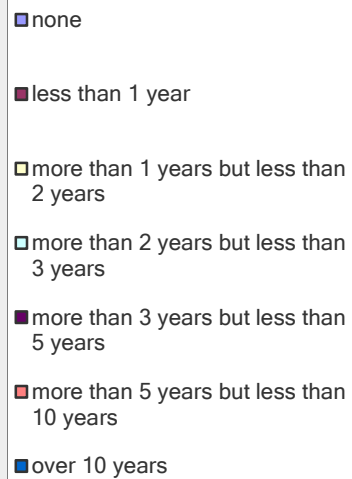 none
less than 1 year
more than 1 years but less than
2 years
more than 2 years but less than
3 years
more than 3 years but less than
5 years
more than 5 years but less than
10 years
over 10 years